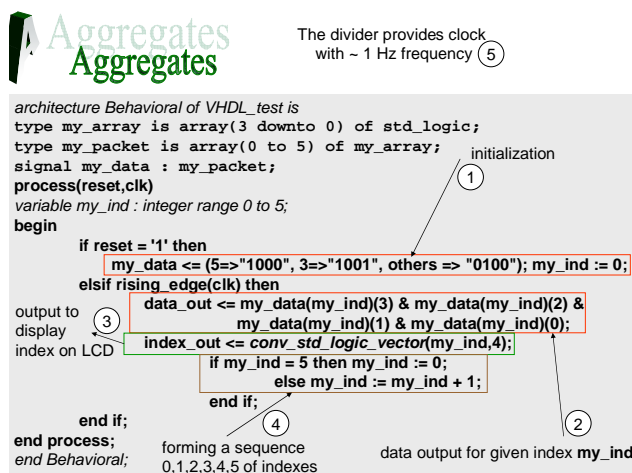 Aggregates
Aggregates
The divider provides clock
with ~ 1 Hz frequency 5
architecture Behavioral of VHDL_test is
type my_array is array(3 downto 0) of std_logic;
type my_packet is array(0 to 5) of my_array;
signal my_data : my_packet;
initialization
1
process(reset,clk)
variable my_ind : integer range 0 to 5;
begin
if reset = '1' then
my_data <= (5=>"1000", 3=>"1001", others => "0100"); my_ind := 0;
elsif rising_edge(clk) then
data_out <= my_data(my_ind)(3) & my_data(my_ind)(2) &
my_data(my_ind)(1) & my_data(my_ind)(0);
output to
display
index on LCD
3
index_out <= conv_std_logic_vector(my_ind,4);
if my_ind = 5 then my_ind := 0;
else my_ind := my_ind + 1;
end if;
end if;
end process;
end Behavioral;
4
forming a sequence
0,1,2,3,4,5 of indexes
2
data output for given index my_ind